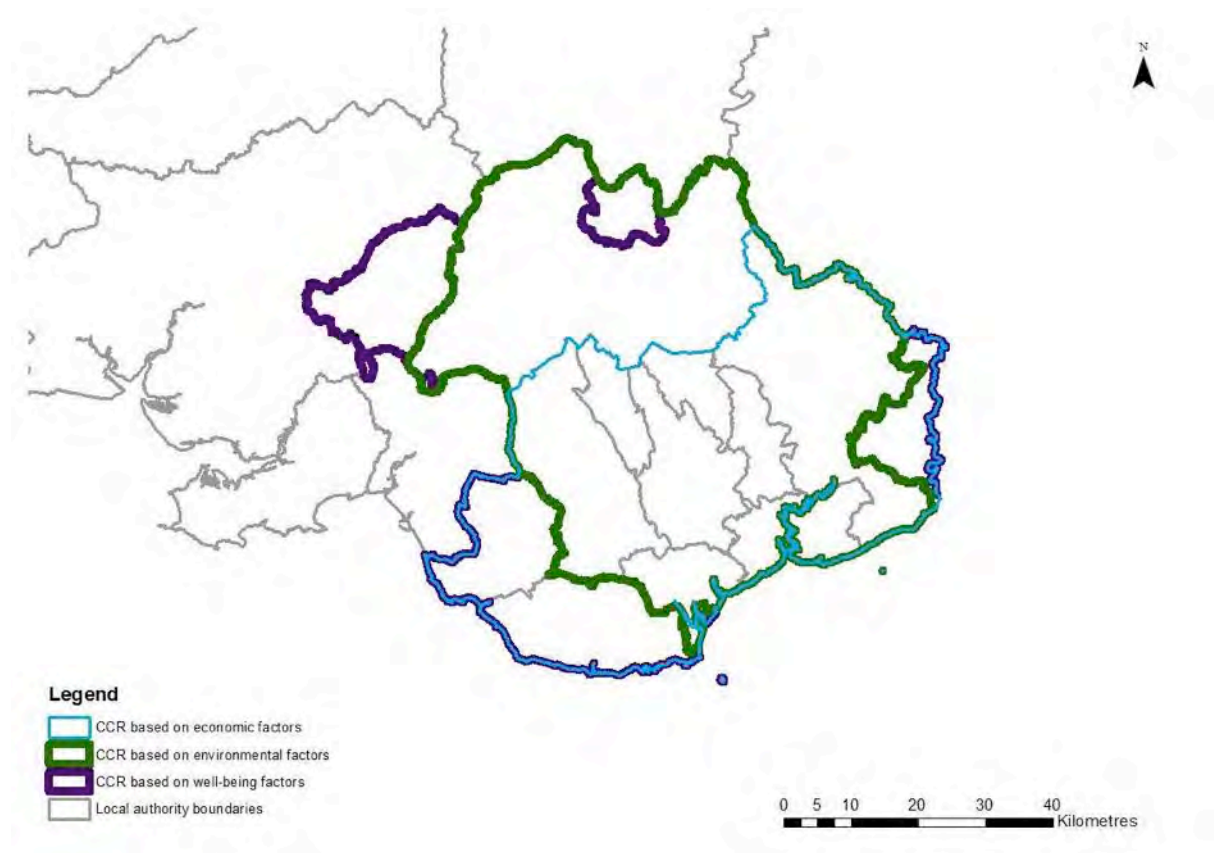 N
Legend
CCR based on economic factors
CCR based on environmental factors
CCR based on well-being factors
Local authority boundaries
0 5 10 20 30 40
Kilometres